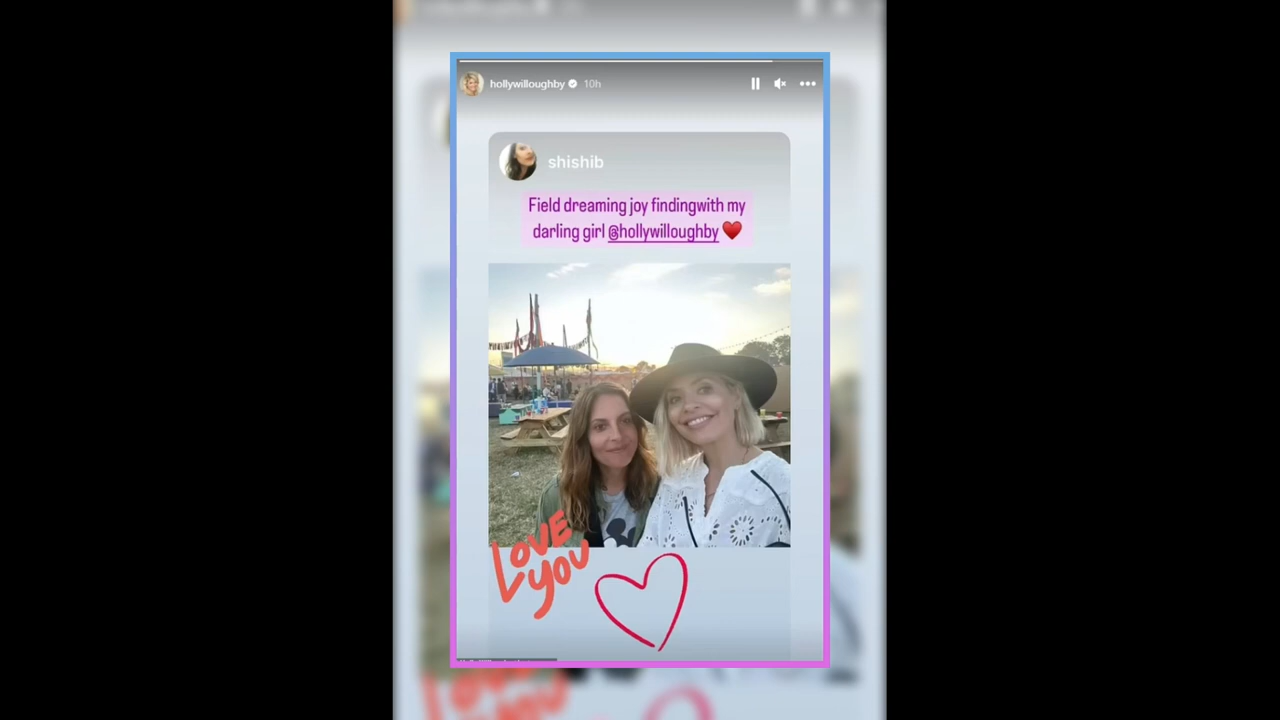 hollywilloughby 10h
shishib
Field dreaming joy findingwith my
darling girl @hollywilloughby ♥️
LOVE
YOU